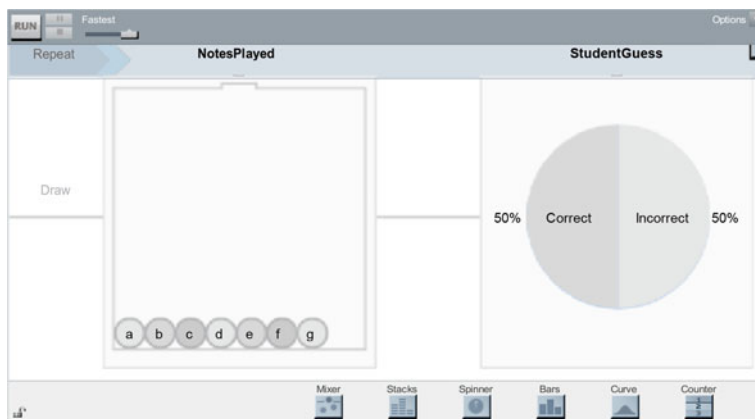 RUN
Fastest
Options
Repeat
NotesPlayed
StudentGuess
Draw
50% Correct Incorrect 50%
a b c d e f g
Mixer Stacks Spinner Bars Curve Counter